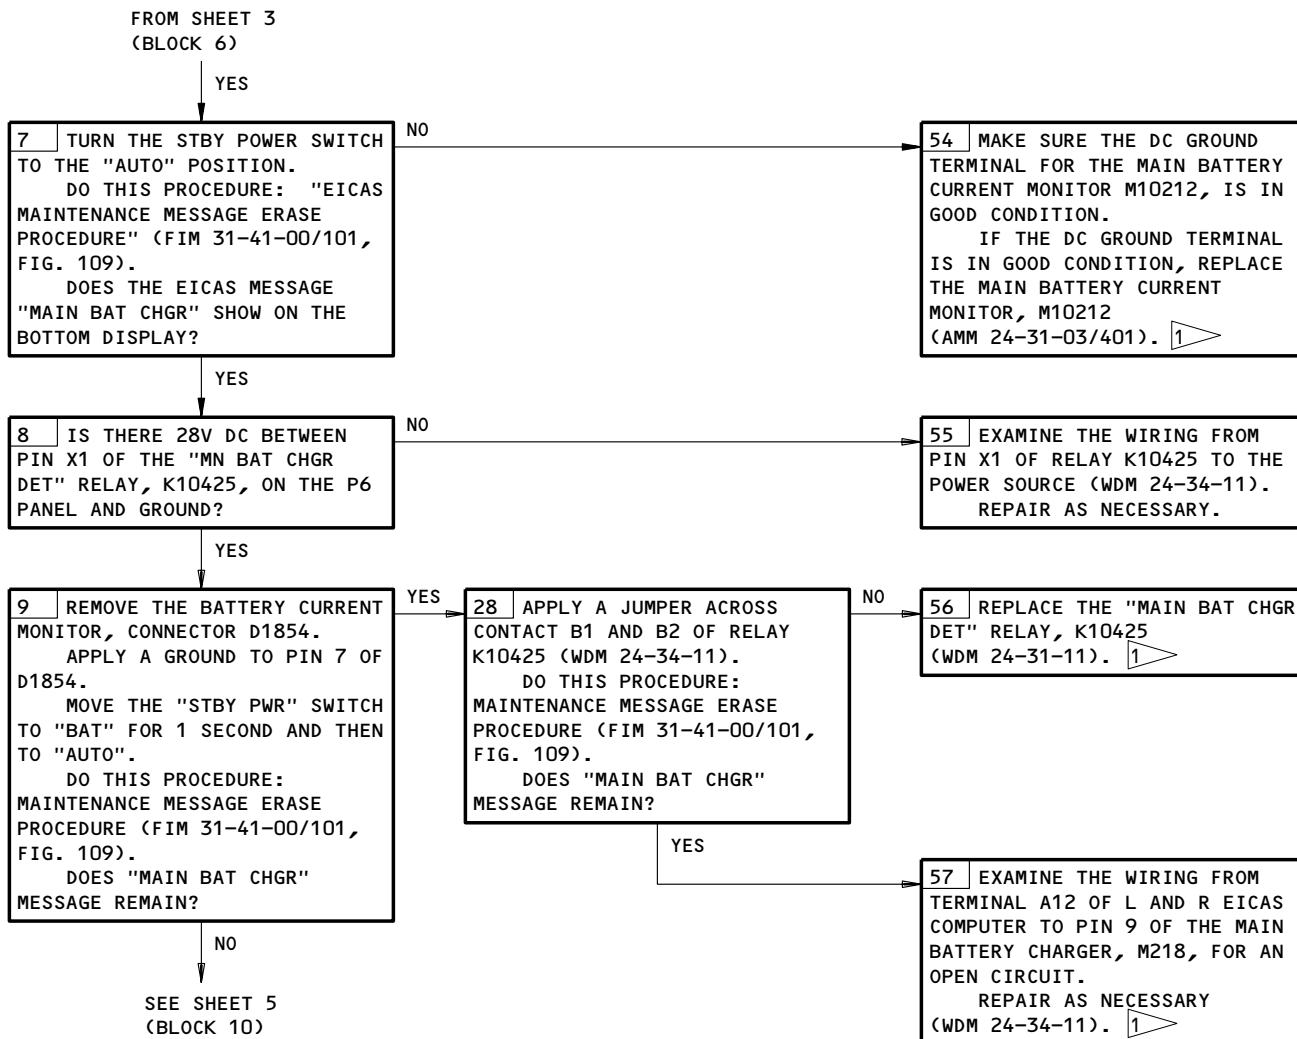 FROM SHEET 3
(BLOCK 6)
YES
7 TURN THE STBY POWER SWITCH
TO THE "AUTO" POSITION.
DO THIS PROCEDURE: "EICAS
MAINTENANCE MESSAGE ERASE
PROCEDURE" (FIM 31-41-00/101,
FIG. 109).
DOES THE EICAS MESSAGE
"MAIN BAT CHGR" SHOW ON THE
BOTTOM DISPLAY?
NO
54 MAKE SURE THE DC GROUND
TERMINAL FOR THE MAIN BATTERY
CURRENT MONITOR M10212, IS IN
GOOD CONDITION.
IF THE DC GROUND TERMINAL
IS IN GOOD CONDITION, REPLACE
THE MAIN BATTERY CURRENT
MONITOR, M10212
(AMM 24-31-03/401). 1
YES
8 IS THERE 28V DC BETWEEN
PIN X1 OF THE "MN BAT CHGR
DET" RELAY, K10425, ON THE P6
PANEL AND GROUND?
NO
55 EXAMINE THE WIRING FROM
PIN X1 OF RELAY K10425 TO THE
POWER SOURCE (WDM 24-34-11).
REPAIR AS NECESSARY.
YES
9 REMOVE THE BATTERY CURRENT
MONITOR, CONNECTOR D1854.
APPLY A GROUND TO PIN 7 OF
D1854.
MOVE THE "STBY PWR" SWITCH
TO "BAT" FOR 1 SECOND AND THEN
TO "AUTO".
DO THIS PROCEDURE:
MAINTENANCE MESSAGE ERASE
PROCEDURE (FIM 31-41-00/101,
FIG. 109).
DOES "MAIN BAT CHGR"
MESSAGE REMAIN?
YES
28 APPLY A JUMPER ACROSS
CONTACT B1 AND B2 OF RELAY
K10425 (WDM 24-34-11).
DO THIS PROCEDURE:
MAINTENANCE MESSAGE ERASE
PROCEDURE (FIM 31-41-00/101,
FIG. 109).
DOES "MAIN BAT CHGR"
MESSAGE REMAIN?
NO
56 REPLACE THE "MAIN BAT CHGR
DET" RELAY, K10425
(WDM 24-31-11). 1
YES
57 EXAMINE THE WIRING FROM
TERMINAL A12 OF L AND R EICAS
COMPUTER TO PIN 9 OF THE MAIN
BATTERY CHARGER, M218, FOR AN
OPEN CIRCUIT.
REPAIR AS NECESSARY
(WDM 24-34-11). 1
NO
SEE SHEET 5
(BLOCK 10)